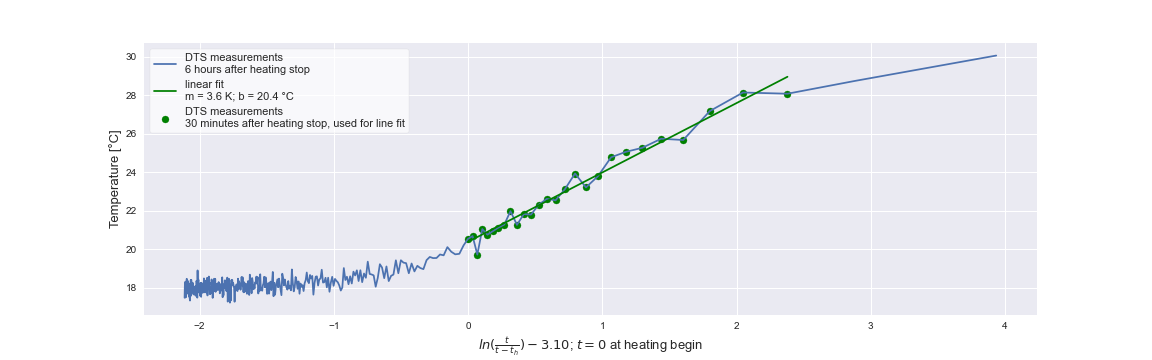 DTS measurements
6 hours after heating stop
linear fit
m = 3.6 K; b = 20.4 °C
DTS measurements
30 minutes after heating stop, used for line fit
Temperature [°C]
30
28
26
24
22
20
18
−2
−1
0
1
2
3
4
ln(t/(t−t_h)) − 3.10; t = 0 at heating begin